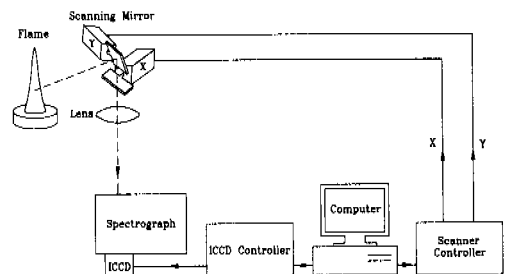 Scanning Mirror
Flame
Y
X
Lens
X
Y
Computer
Spectrograph
ICCD Controller
Scanner
Controller
ICCD